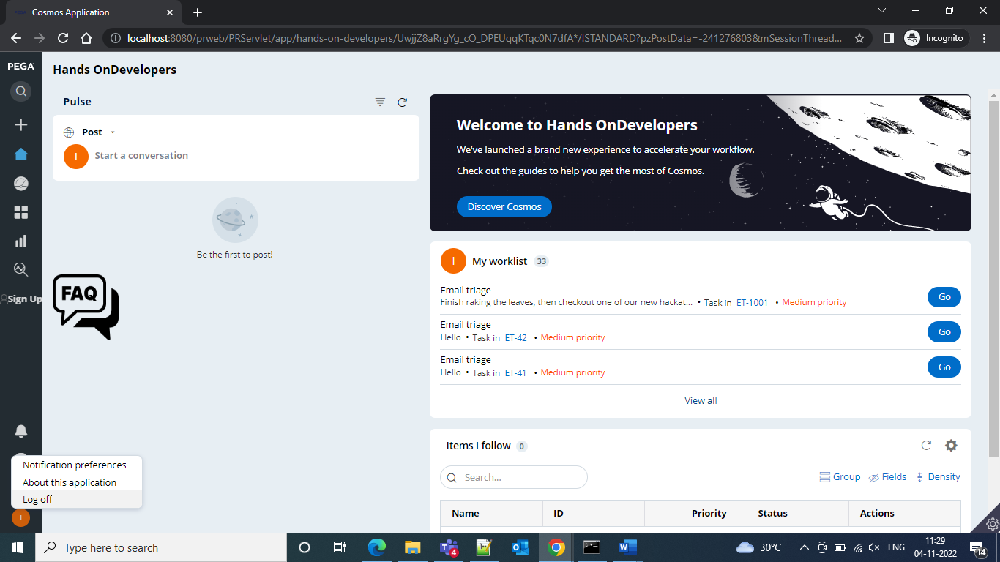 PEGA Cosmos Application
localhost:8080/prweb/PRServlet/app/hands-on-developers/UwjjZ8aRrgYg_cO_DPEUqqKTqc0N7dfA*/!STANDARD?pzPostData=-241276803&mSessionThread...
Incognito
PEGA
Hands OnDevelopers
Pulse
Post
I Start a conversation
Be the first to post!
FAQ
Sign Up
Welcome to Hands OnDevelopers
We've launched a brand new experience to accelerate your workflow.
Check out the guides to help you get the most of Cosmos.
Discover Cosmos
I My worklist 33
Email triage
Finish raking the leaves, then checkout one of our new hackat... • Task in ET-1001 • Medium priority
Go
Email triage
Hello • Task in ET-42 • Medium priority
Go
Email triage
Hello • Task in ET-41 • Medium priority
Go
View all
Items I follow 0
Search...
Group Fields Density
Name ID Priority Status Actions
Notification preferences
About this application
Log off
I
Type here to search
4
W
30°C
ENG
11:29
04-11-2022
14